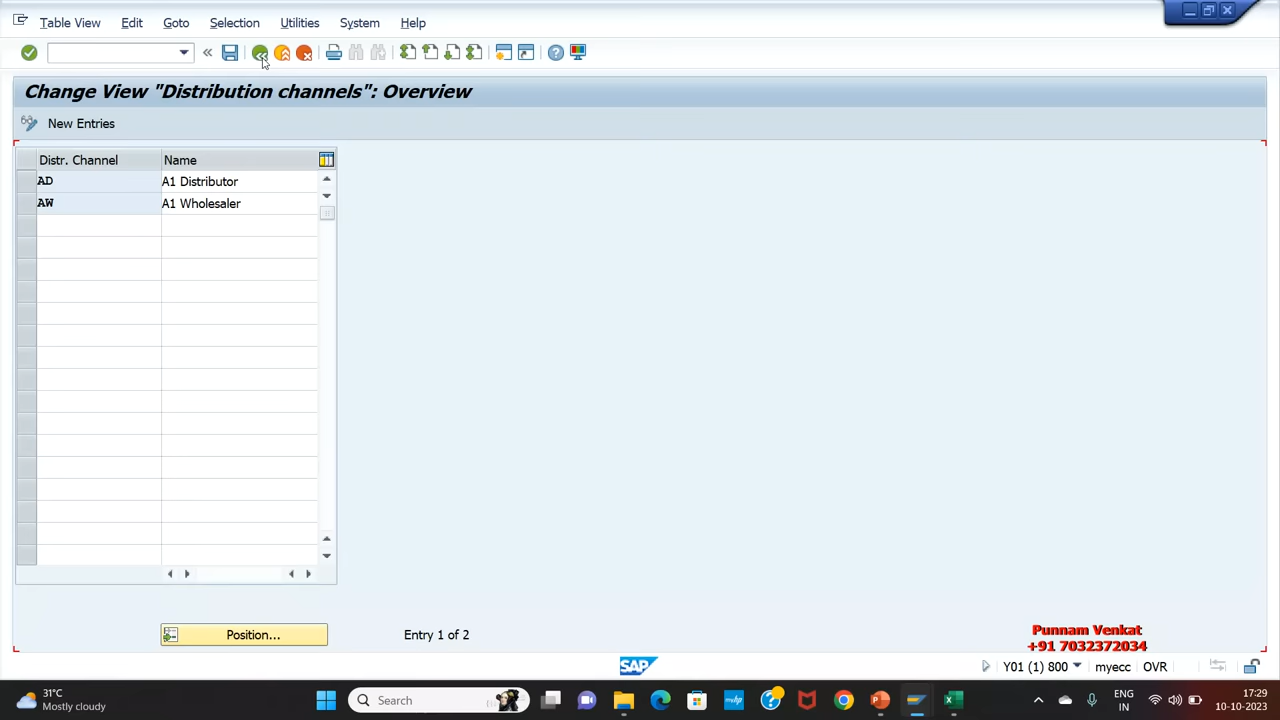 Table View Edit Goto Selection Utilities System Help
Change View "Distribution channels": Overview
New Entries
Distr. Channel Name
AD A1 Distributor
AW A1 Wholesaler
Position... Entry 1 of 2
Punnam Venkat
+91 7032372034
SAP Y01 (1) 800 myecc OVR
31°C
Mostly cloudy
Search
ENG
IN
17:29
10-10-2023